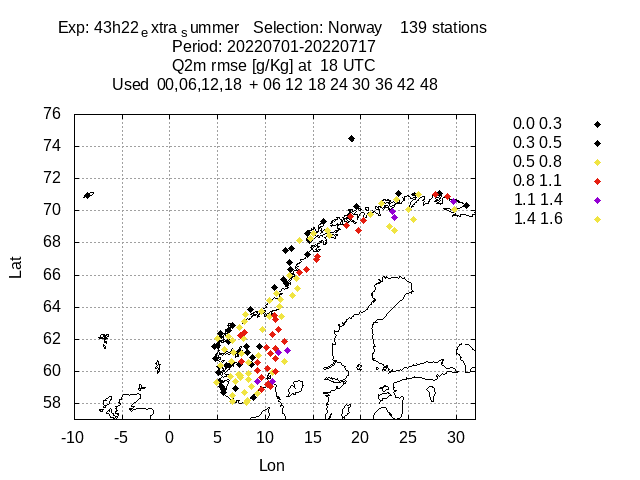 Exp: 43h22extrasummer   Selection: Norway    139 stations
Period: 20220701-20220717
Q2m rmse [g/Kg] at  18 UTC
Used  00,06,12,18  + 06 12 18 24 30 36 42 48
76
74
72
70
68
66
64
62
60
58
-10 -5 0 5 10 15 20 25 30
Lat
Lon
0.0 0.3
0.3 0.5
0.5 0.8
0.8 1.1
1.1 1.4
1.4 1.6